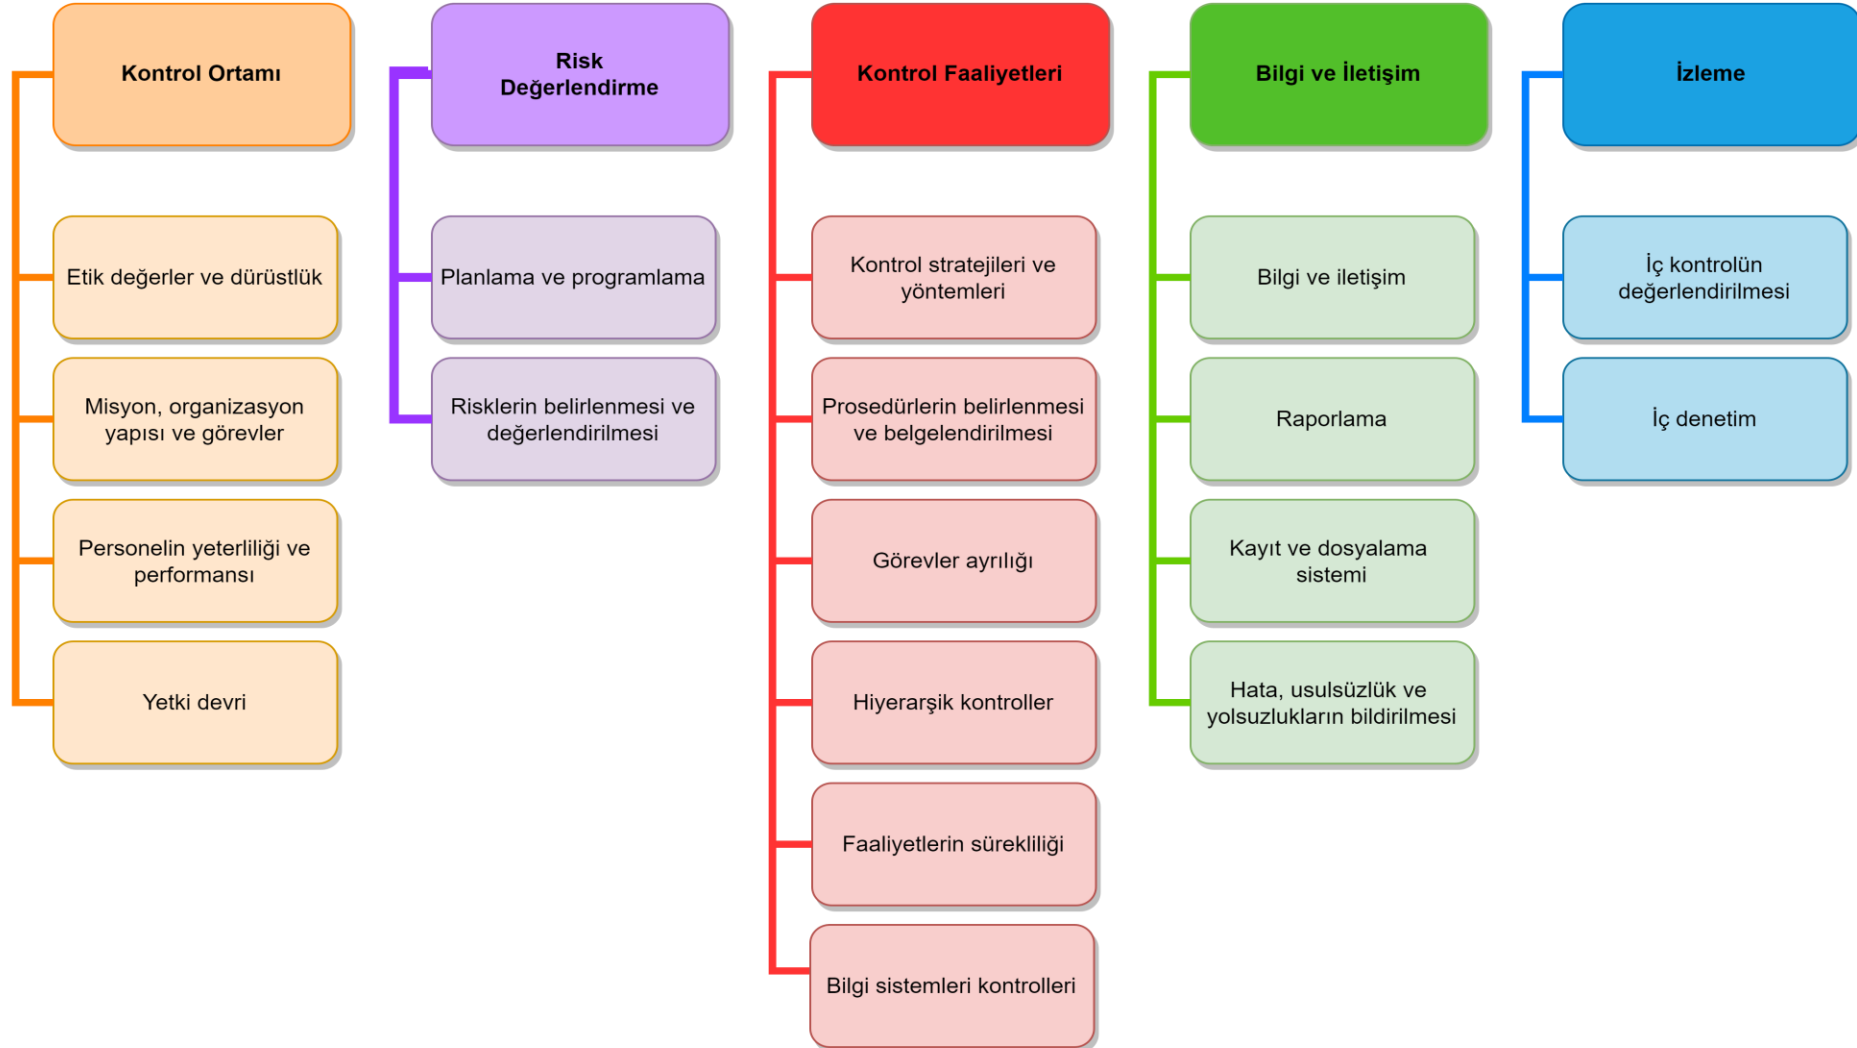 Kontrol Ortamı
Etik değerler ve dürüstlük
Misyon, organizasyon
yapısı ve görevler
Personelin yeterliliği ve
performansı
Yetki devri
Risk
Değerlendirme
Planlama ve programlama
Risklerin belirlenmesi ve
değerlendirilmesi
Kontrol Faaliyetleri
Kontrol stratejileri ve
yöntemleri
Prosedürlerin belirlenmesi
ve belgelendirilmesi
Görevler ayrılığı
Hiyerarşik kontroller
Faaliyetlerin sürekliliği
Bilgi sistemleri kontrolleri
Bilgi ve İletişim
Bilgi ve iletişim
Raporlama
Kayıt ve dosyalama
sistemi
Hata, usulsüzlük ve
yolsuzlukların bildirilmesi
İzleme
İç kontrolün
değerlendirilmesi
İç denetim